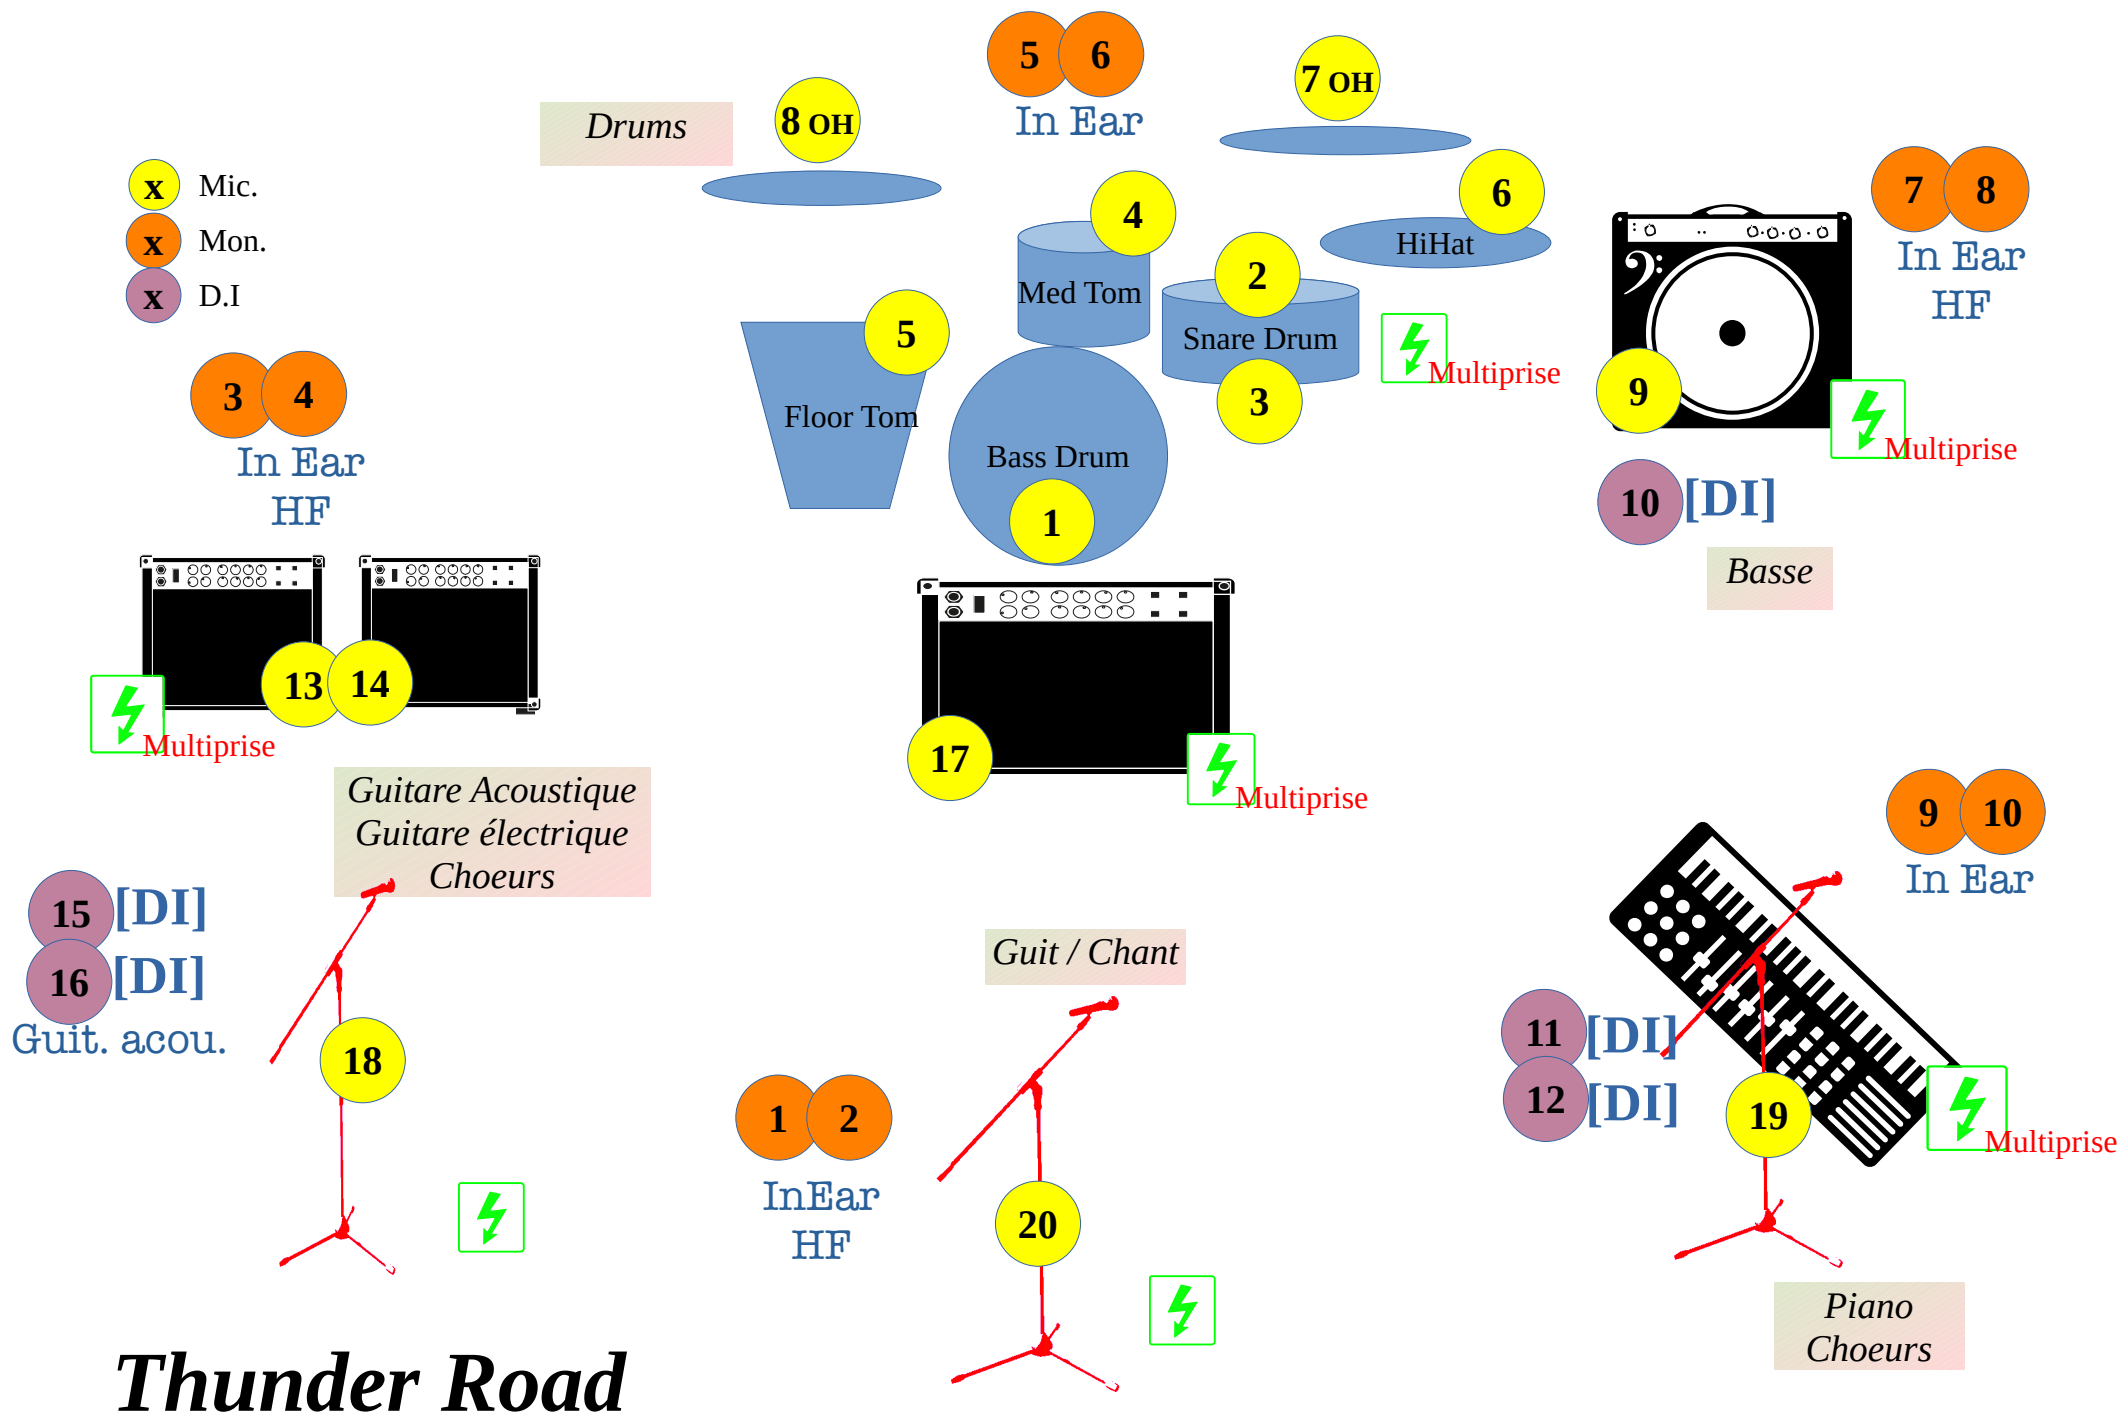 5 6
In Ear
7 OH
8 OH
Drums
x Mic.
x Mon.
x D.I
4
6
HiHat
7 8
In Ear
HF
2
Med Tom
Snare Drum
3
Multiprise
5
Floor Tom
Bass Drum
1
9
Multiprise
10 [DI]
Basse
3 4
In Ear
HF
13 14
Multiprise
17
Multiprise
Guitare Acoustique
Guitare électrique
Choeurs
15 [DI]
16 [DI]
Guit. acou.
18
Guit / Chant
1 2
InEar
HF
20
9 10
In Ear
11 [DI]
12 [DI]
19
Multiprise
Piano
Choeurs
Thunder Road